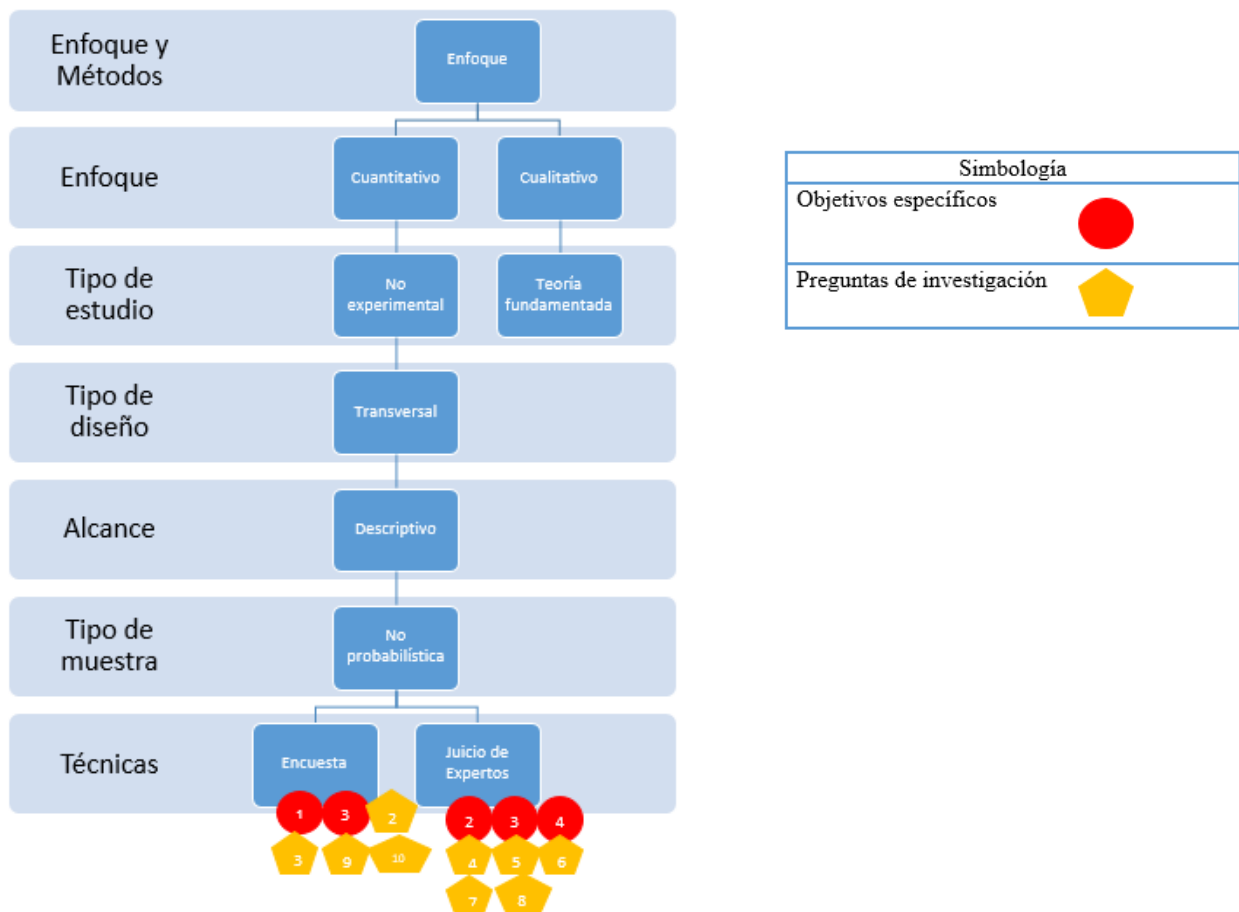 Enfoque y
Métodos
Enfoque
Enfoque
Cuantitativo
Cualitativo
Tipo de
estudio
No
experimental
Teoría
fundamentada
Tipo de
diseño
Transversal
Alcance
Descriptivo
Tipo de
muestra
No
probabilística
Técnicas
Encuesta
Juicio de
Expertos
1 3 2
3 9 10
2 3 4
4 5 6
7 8
Simbología
Objetivos específicos
Preguntas de investigación